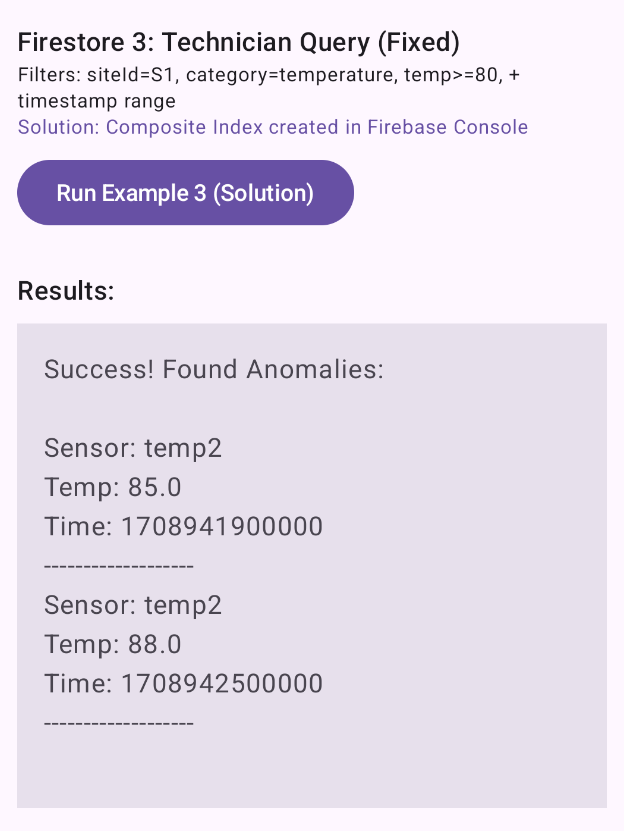 Firestore 3: Technician Query (Fixed)
Filters: siteId=S1, category=temperature, temp>=80, +
timestamp range
Solution: Composite Index created in Firebase Console
Run Example 3 (Solution)
Results:
Success! Found Anomalies:
Sensor: temp2
Temp: 85.0
Time: 1708941900000
-------------------
Sensor: temp2
Temp: 88.0
Time: 1708942500000
-------------------